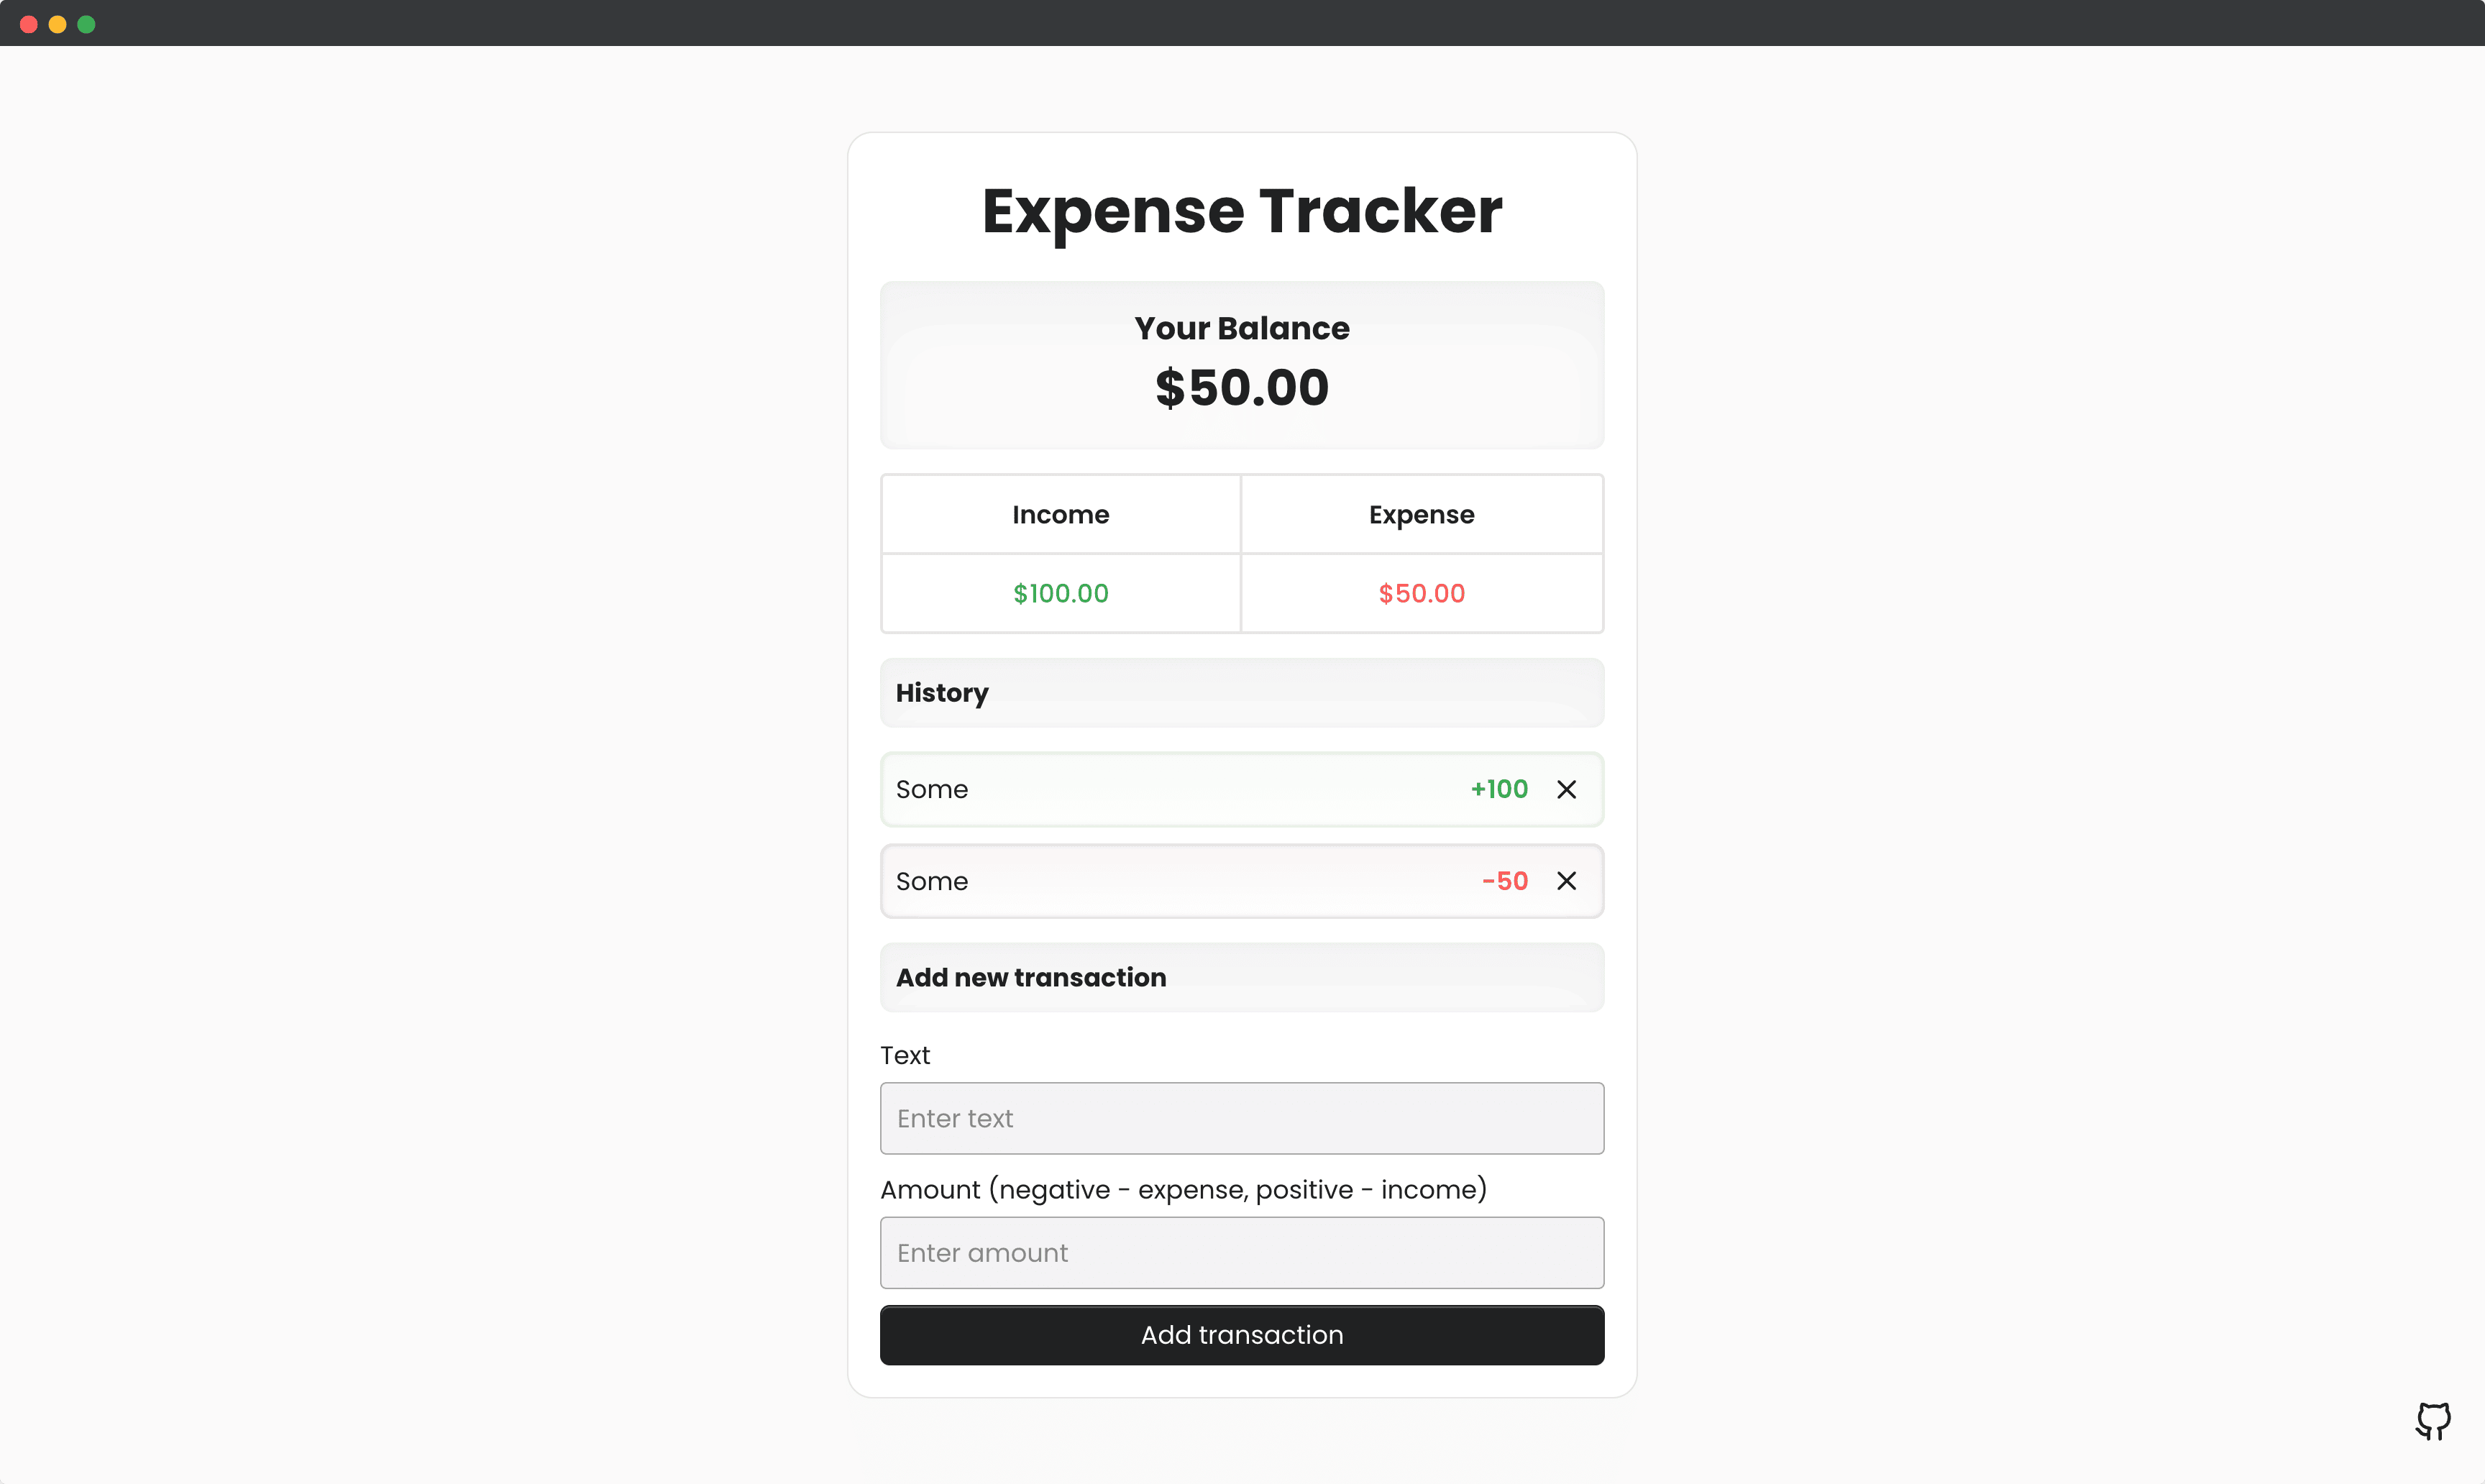 Expense Tracker
Your Balance
$50.00
Income Expense
$100.00 $50.00
History
Some +100
Some -50
Add new transaction
Text
Enter text
Amount (negative - expense, positive - income)
Enter amount
Add transaction